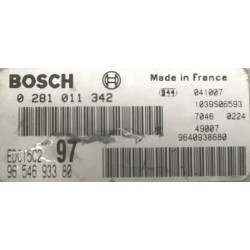 BOSCH
Made in France
0 281 011 342
041007
1039S06593
7046 0224
49007
9640938680
EDC15C2 97
96 546 933 80